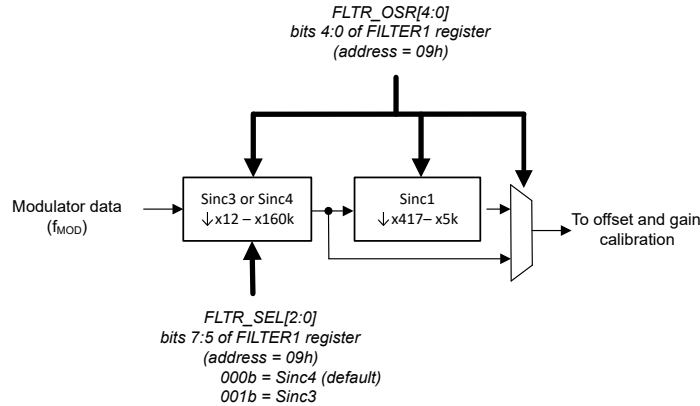 FLTR_OSR[4:0]
bits 4:0 of FILTER1 register
(address = 09h)
Sinc3 or Sinc4
↓x12 – x160k
Sinc1
↓x417– x5k
Modulator data
(fMOD)
To offset and gain
calibration
FLTR_SEL[2:0]
bits 7:5 of FILTER1 register
(address = 09h)
000b = Sinc4 (default)
001b = Sinc3